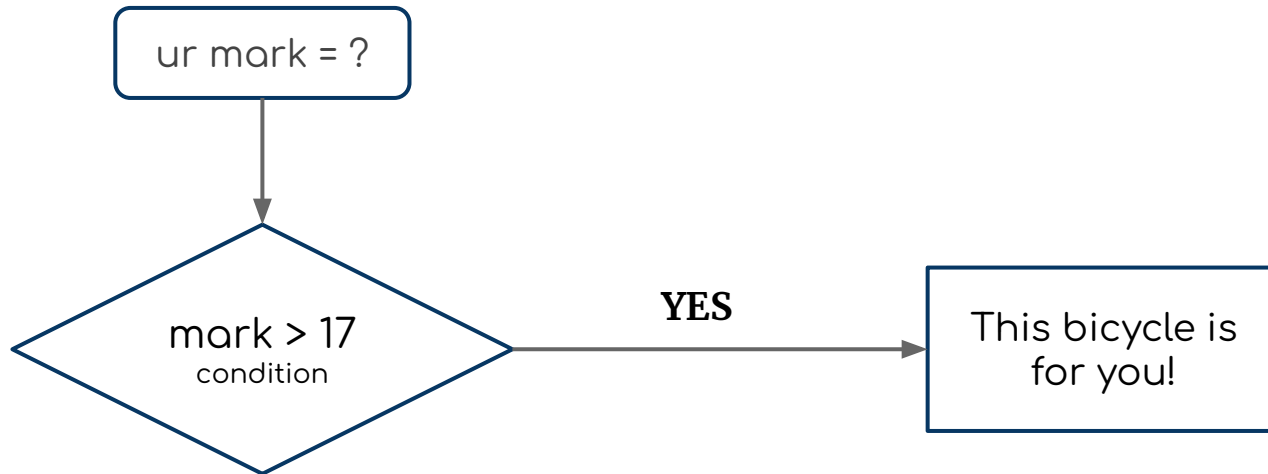 ur mark = ?
mark > 17
condition
YES
This bicycle is
for you!